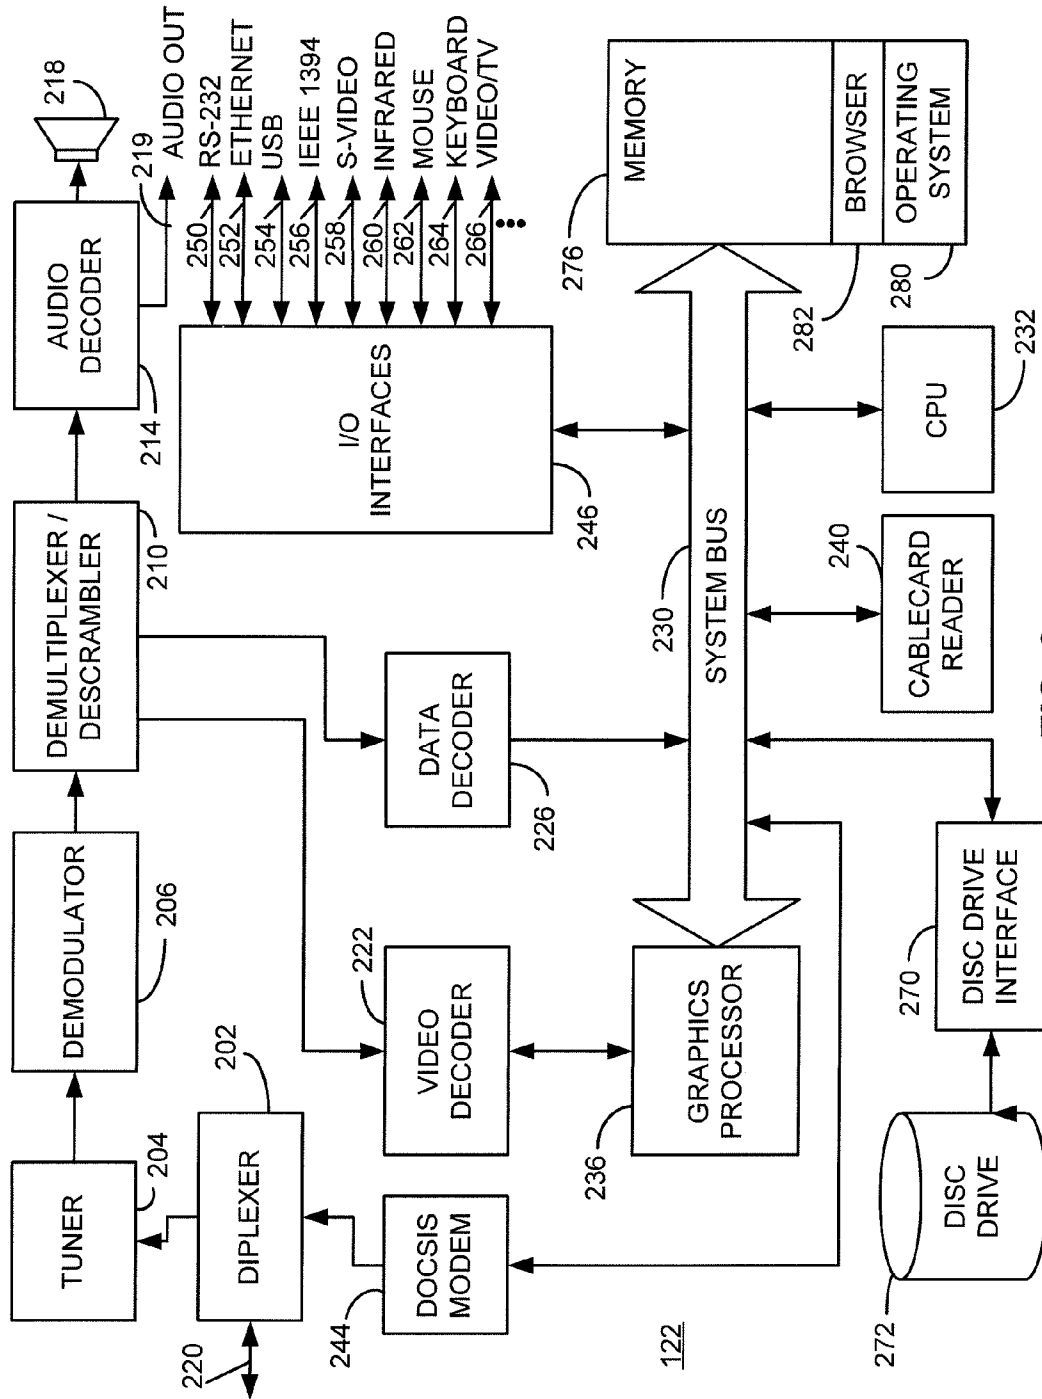 TUNER
204
DEMODULATOR
206
DEMULTIPLEXER /
DESCRAMBLER
210
AUDIO
DECODER
214
218
219
AUDIO OUT
220
DIPLEXER
202
DOCSIS
MODEM
244
VIDEO
DECODER
222
DATA
DECODER
226
I/O
INTERFACES
246
250
RS-232
252
ETHERNET
254
USB
256
IEEE 1394
258
S-VIDEO
260
INFRARED
262
MOUSE
264
KEYBOARD
266
VIDEO/TV
GRAPHICS
PROCESSOR
236
230
SYSTEM BUS
276
MEMORY
282
BROWSER
280
OPERATING
SYSTEM
122
272
DISC
DRIVE
270
DISC DRIVE
INTERFACE
240
CABLECARD
READER
CPU
232